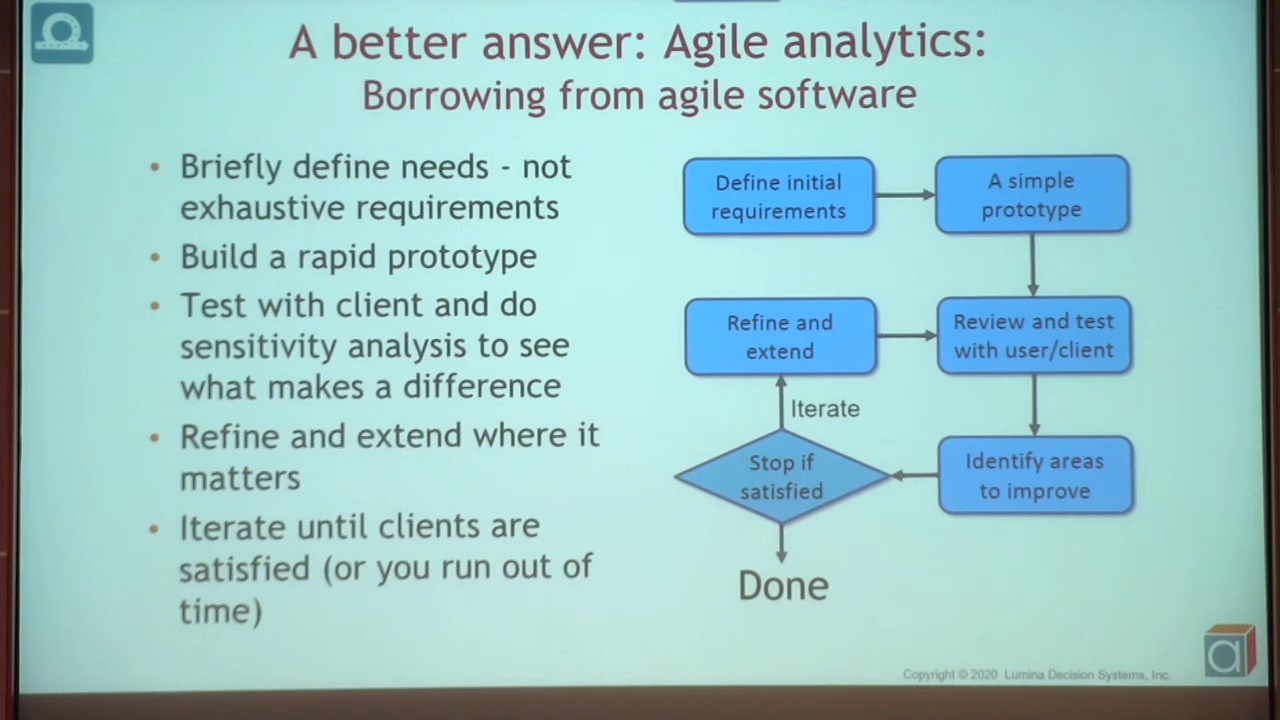 A better answer: Agile analytics:
Borrowing from agile software
• Briefly define needs - not
exhaustive requirements
• Build a rapid prototype
• Test with client and do
sensitivity analysis to see
what makes a difference
• Refine and extend where it
matters
• Iterate until clients are
satisfied (or you run out of
time)
Define initial
requirements
A simple
prototype
Refine and
extend
Review and test
with user/client
Iterate
Stop if
satisfied
Identify areas
to improve
Done
a
Copyright © 2020 Lumina Decision Systems, Inc.